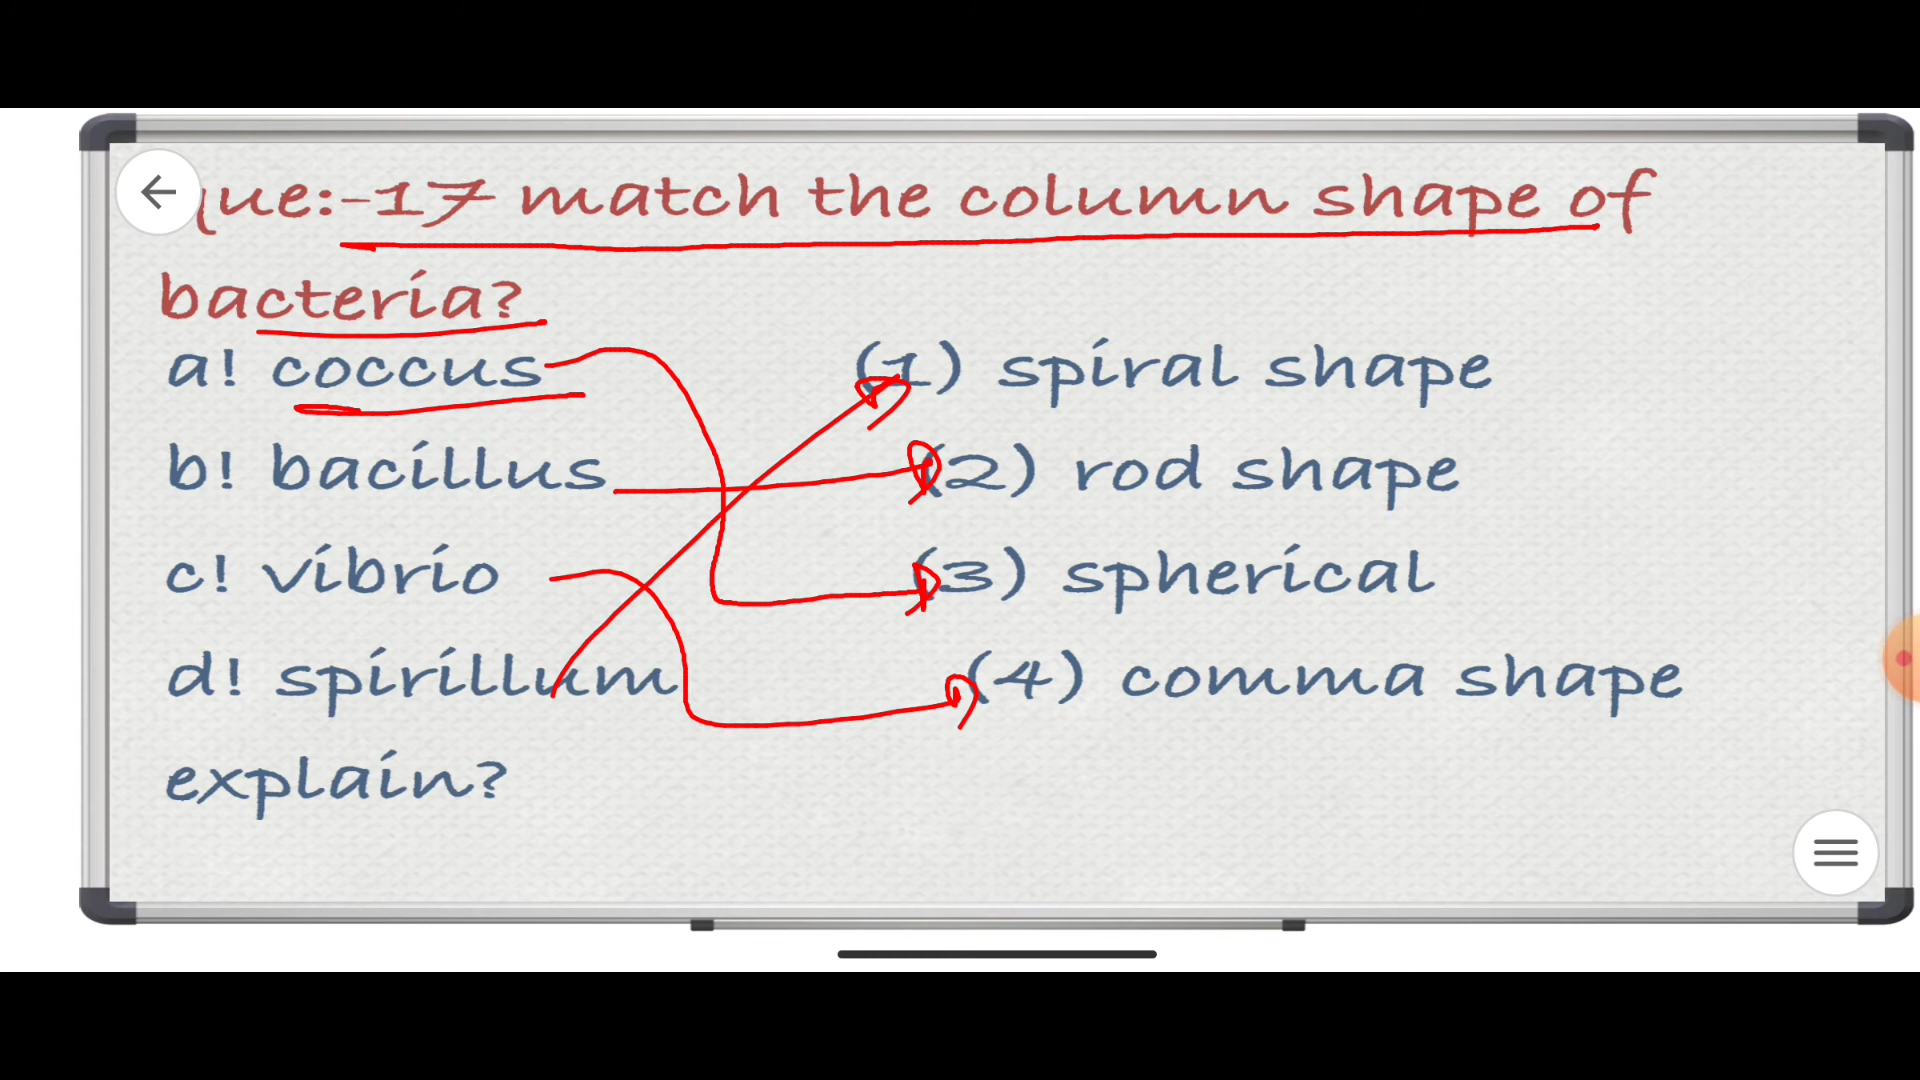 que:-17 match the column shape of
bacteria?
a! coccus (1) spiral shape
b! bacillus (2) rod shape
c! vibrio (3) spherical
d! spirillum (4) comma shape
explain?